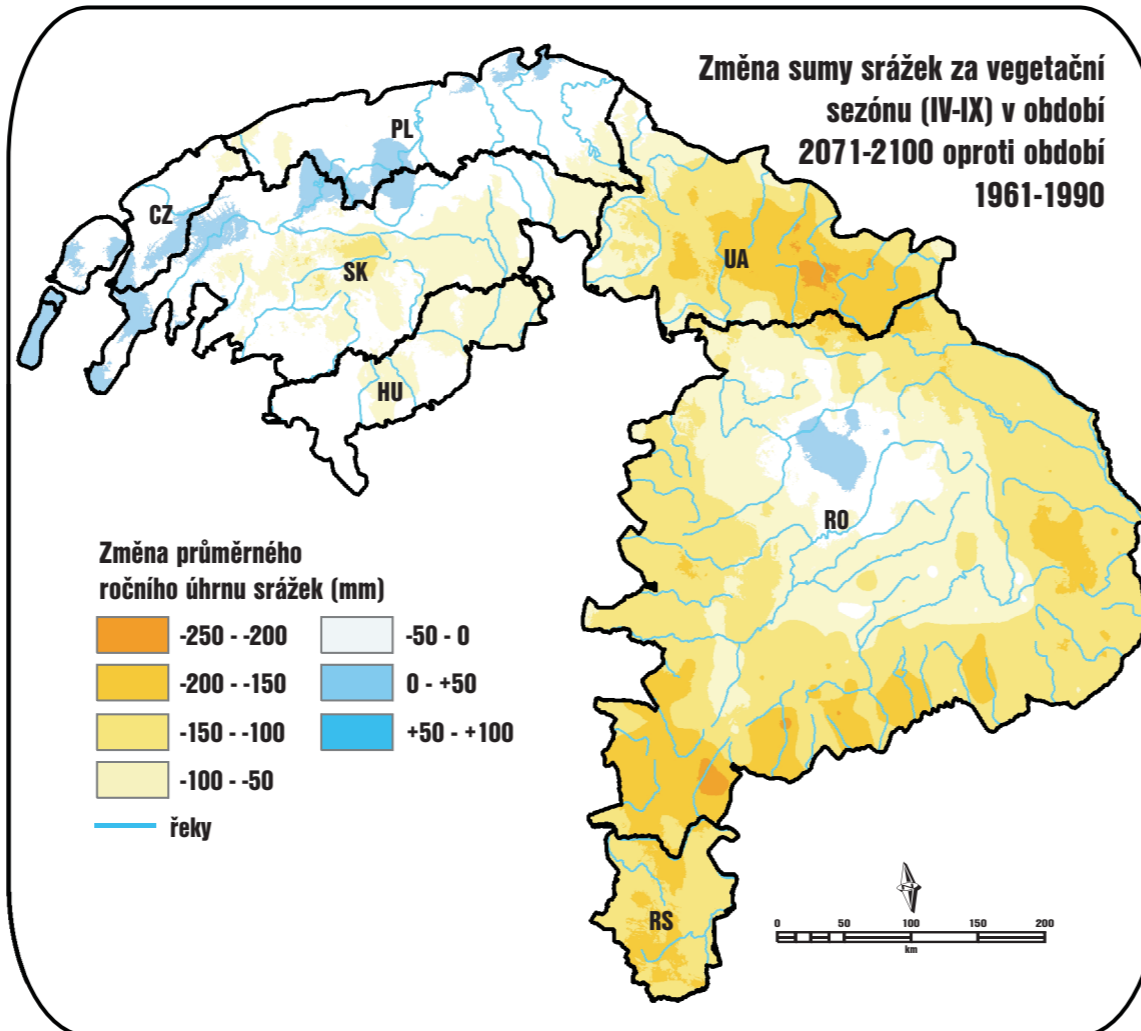 Změna sumy srážek za vegetační
sezónu (IV-IX) v období
2071-2100 oproti období
1961-1990
PL
CZ
SK
UA
HU
RO
RS
Změna průměrného
ročního úhrnu srážek (mm)
-250 - -200
-200 - -150
-150 - -100
-100 - -50
-50 - 0
0 - +50
+50 - +100
řeky
0 50 100 150 200
km